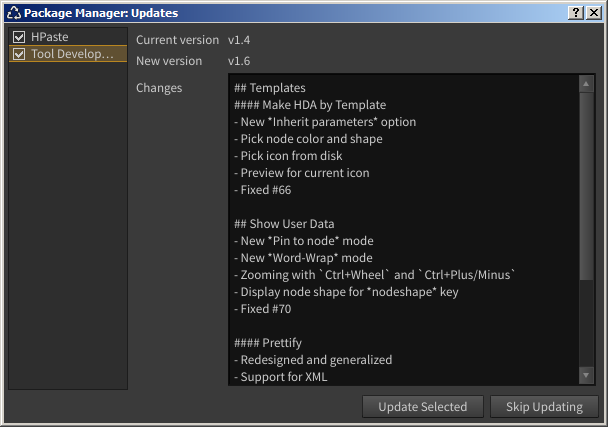 Package Manager: Updates
HPaste
Tool Develop...
Current version v1.4
New version v1.6
Changes
## Templates
#### Make HDA by Template
- New *Inherit parameters* option
- Pick node color and shape
- Pick icon from disk
- Preview for current icon
- Fixed #66
## Show User Data
- New *Pin to node* mode
- New *Word-Wrap* mode
- Zooming with `Ctrl+Wheel` and `Ctrl+Plus/Minus`
- Display node shape for *nodeshape* key
- Fixed #70
#### Prettify
- Redesigned and generalized
- Support for XML
Update Selected
Skip Updating